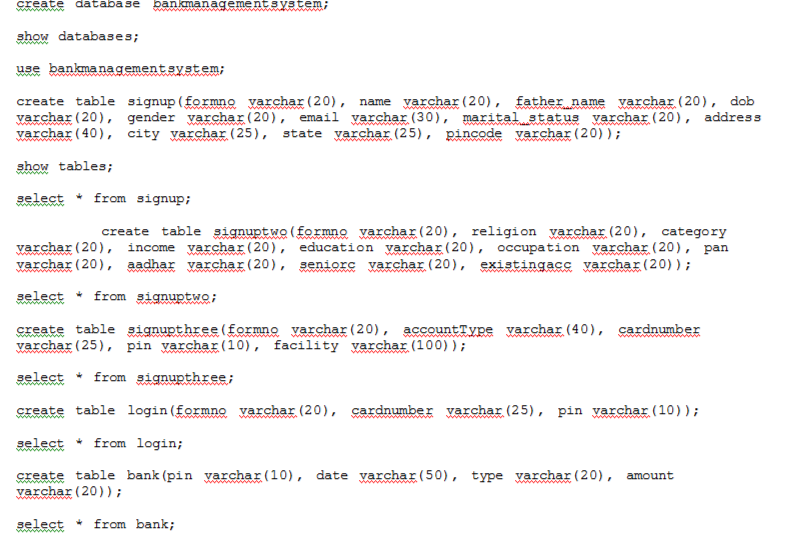 create database bankmanagementsystem;
show databases;
use bankmanagementsystem;
create table signup(formno varchar(20), name varchar(20), father_name varchar(20), dob
varchar(20), gender varchar(20), email varchar(30), marital_status varchar(20), address
varchar(40), city varchar(25), state varchar(25), pincode varchar(20));
show tables;
select * from signup;
create table signuptwo(formno varchar(20), religion varchar(20), category
varchar(20), income varchar(20), education varchar(20), occupation varchar(20), pan
varchar(20), aadhar varchar(20), seniorc varchar(20), existingacc varchar(20));
select * from signuptwo;
create table signupthree(formno varchar(20), accountType varchar(40), cardnumber
varchar(25), pin varchar(10), facility varchar(100));
select * from signupthree;
create table login(formno varchar(20), cardnumber varchar(25), pin varchar(10));
select * from login;
create table bank(pin varchar(10), date varchar(50), type varchar(20), amount
varchar(20));
select * from bank;